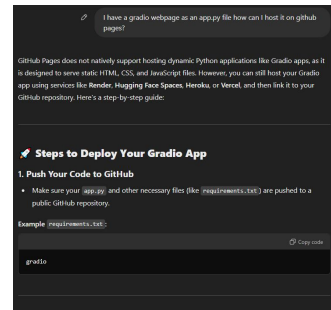 I have a gradio webpage as an app.py file how can I host it on github
pages?
GitHub Pages does not natively support hosting dynamic Python applications like Gradio apps, as it
is designed to serve static HTML, CSS, and JavaScript files. However, you can still host your Gradio
app using services like Render, Hugging Face Spaces, Heroku, or Vercel, and then link it to your
GitHub repository. Here's a step-by-step guide:
🚀 Steps to Deploy Your Gradio App
1. Push Your Code to GitHub
• Make sure your app.py and other necessary files (like requirements.txt) are pushed to a
public GitHub repository.
Example requirements.txt:
Copy code
gradio